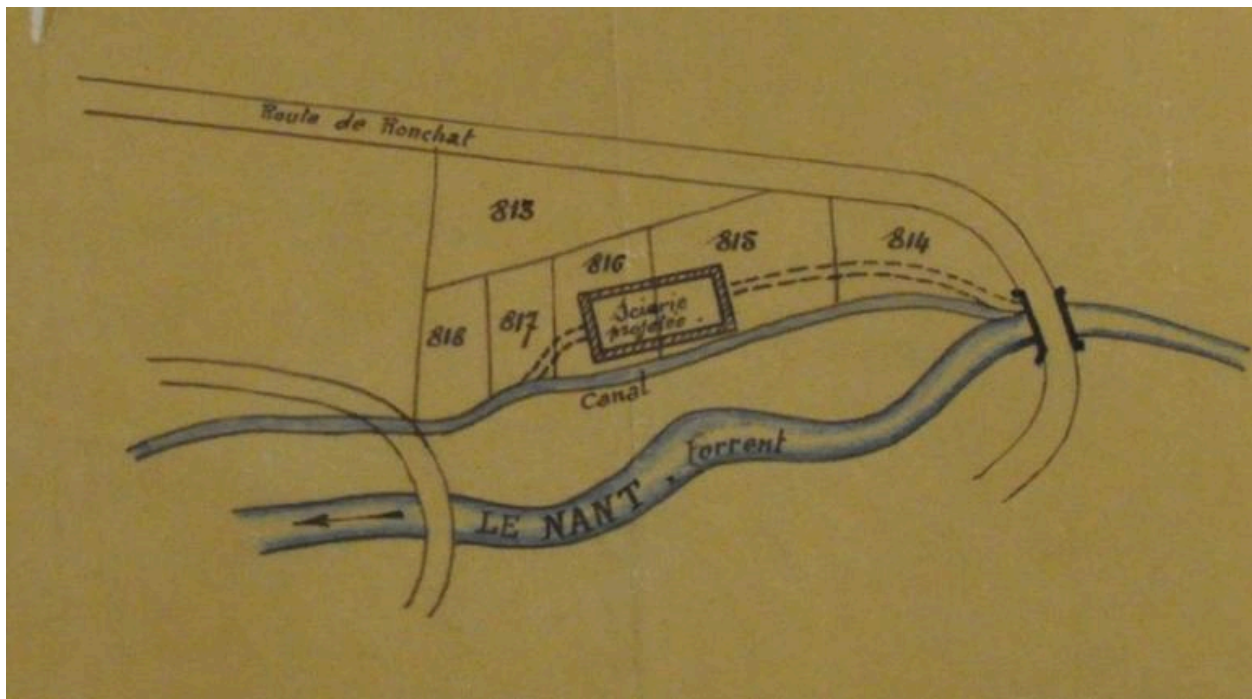 Route de Ronchat
813
815
814
816
817
818
Scierie
projetée.
Canal
Torrent
LE NANT.